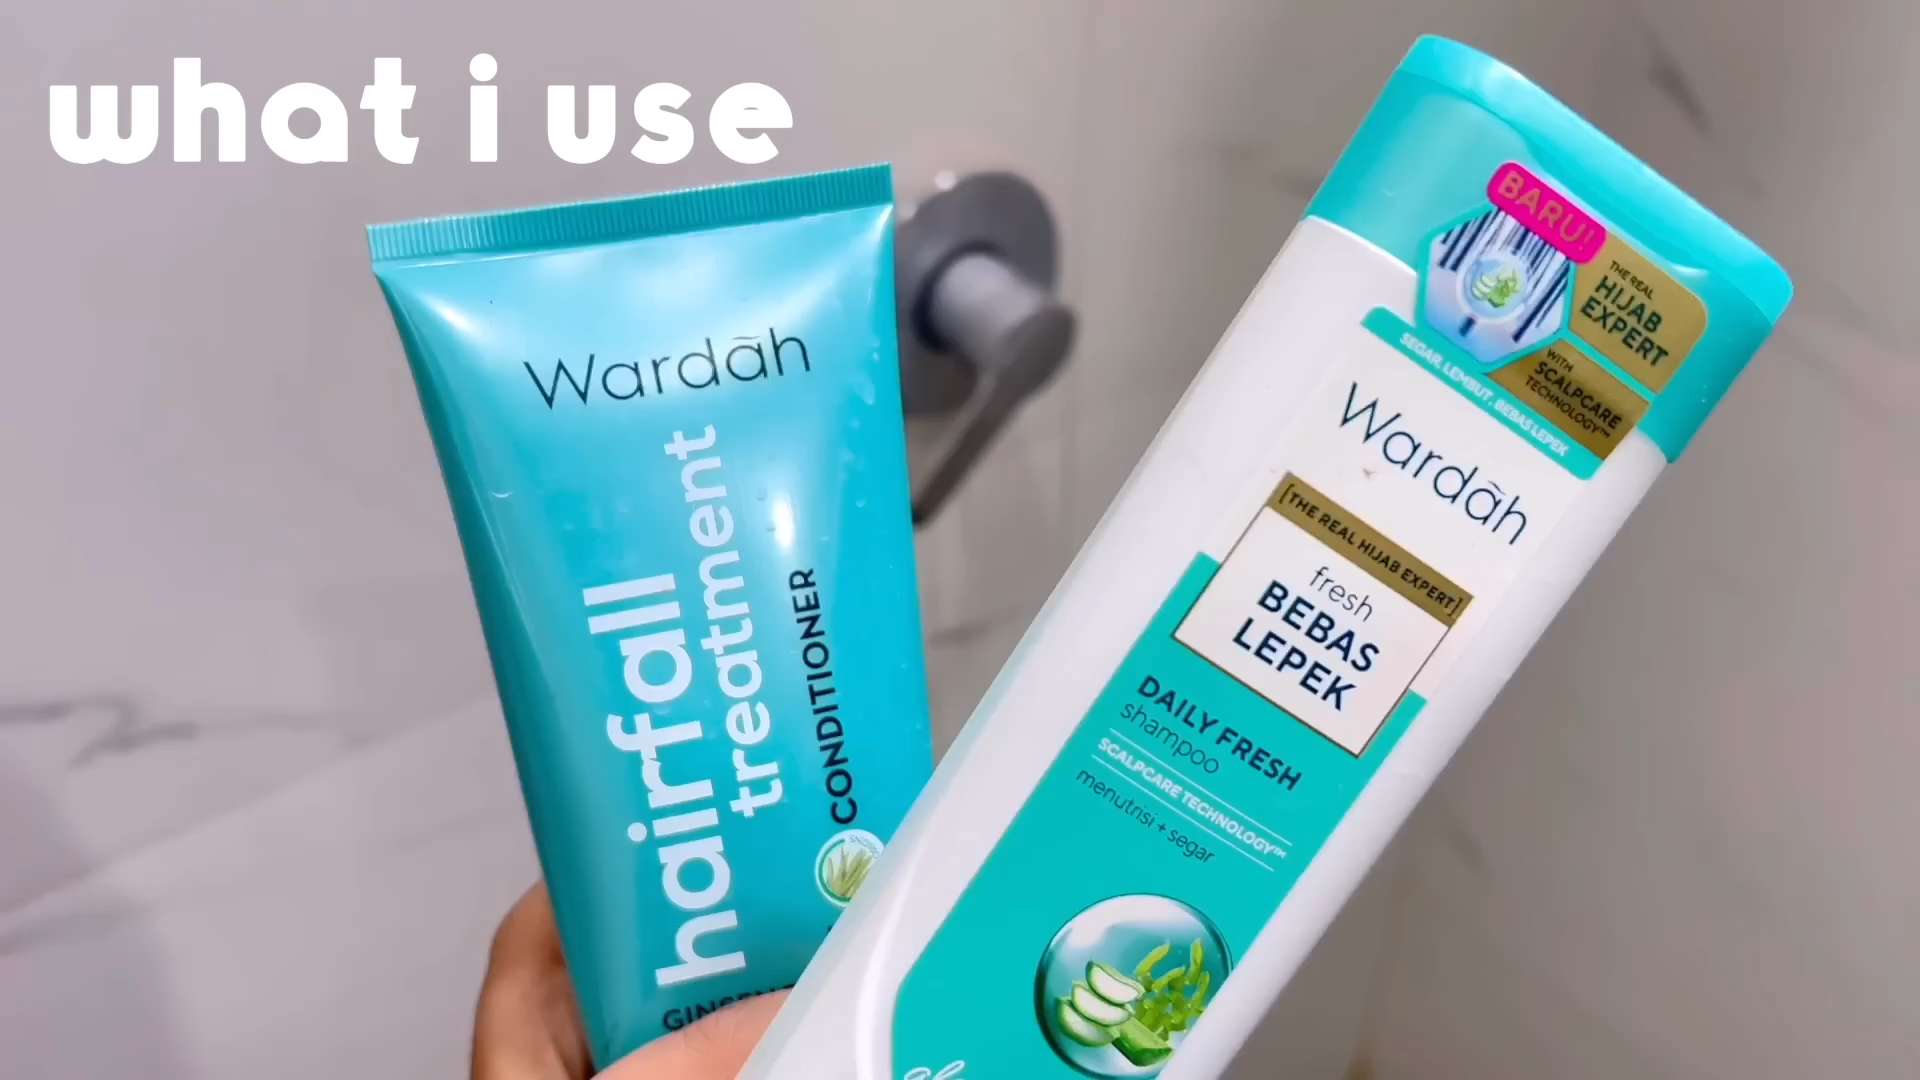 what i use
Wardah
hairfall
treatment
CONDITIONER
BARU!
THE REAL
HIJAB
EXPERT
WITH
SCALPCARE
TECHNOLOGY™
SEGAR, LEMBUT, BEBAS LEPEK
Wardah
[THE REAL HIJAB EXPERT]
fresh
BEBAS
LEPEK
DAILY FRESH
shampoo
SCALPCARE TECHNOLOGY™
menutrisi + segar